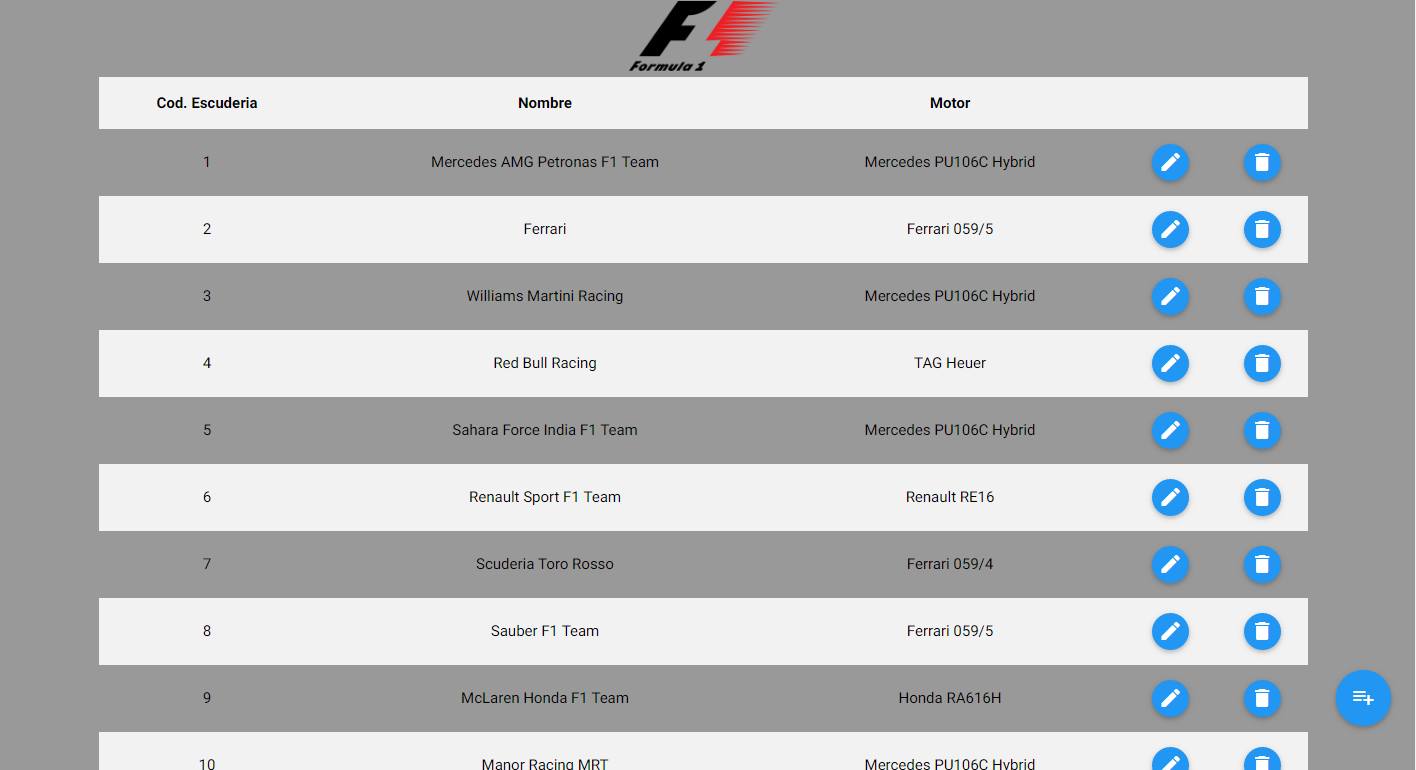 F1
Formula 1
Cod. Escuderia Nombre Motor
1 Mercedes AMG Petronas F1 Team Mercedes PU106C Hybrid
2 Ferrari Ferrari 059/5
3 Williams Martini Racing Mercedes PU106C Hybrid
4 Red Bull Racing TAG Heuer
5 Sahara Force India F1 Team Mercedes PU106C Hybrid
6 Renault Sport F1 Team Renault RE16
7 Scuderia Toro Rosso Ferrari 059/4
8 Sauber F1 Team Ferrari 059/5
9 McLaren Honda F1 Team Honda RA616H
10 Manor Racing MRT Mercedes PU106C Hybrid